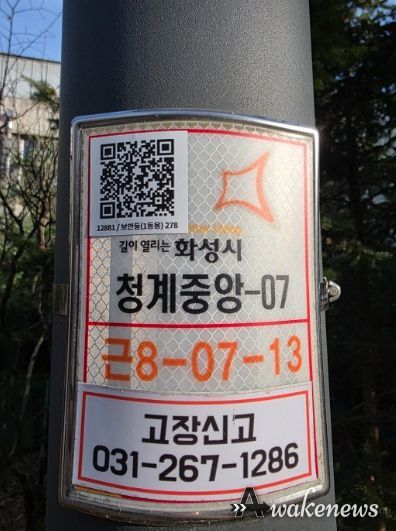 12881 / 보안등(1등용) 278
길이 열리는 화성시
청계중앙-07
근8-07-13
고장신고
031-267-1286
» Awakenews